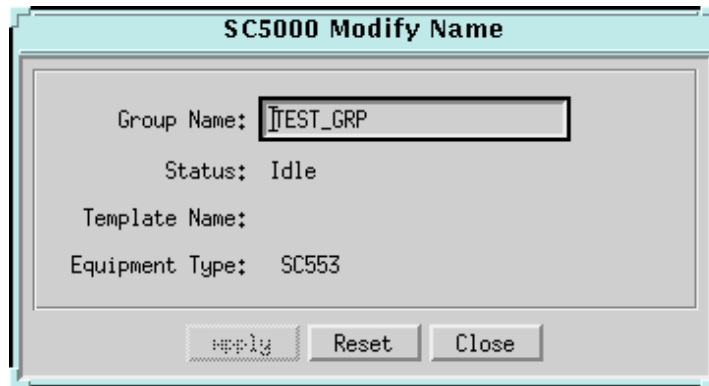 SC5000 Modify Name
Group Name: TEST_GRP
Status: Idle
Template Name:
Equipment Type: SC553
Apply Reset Close